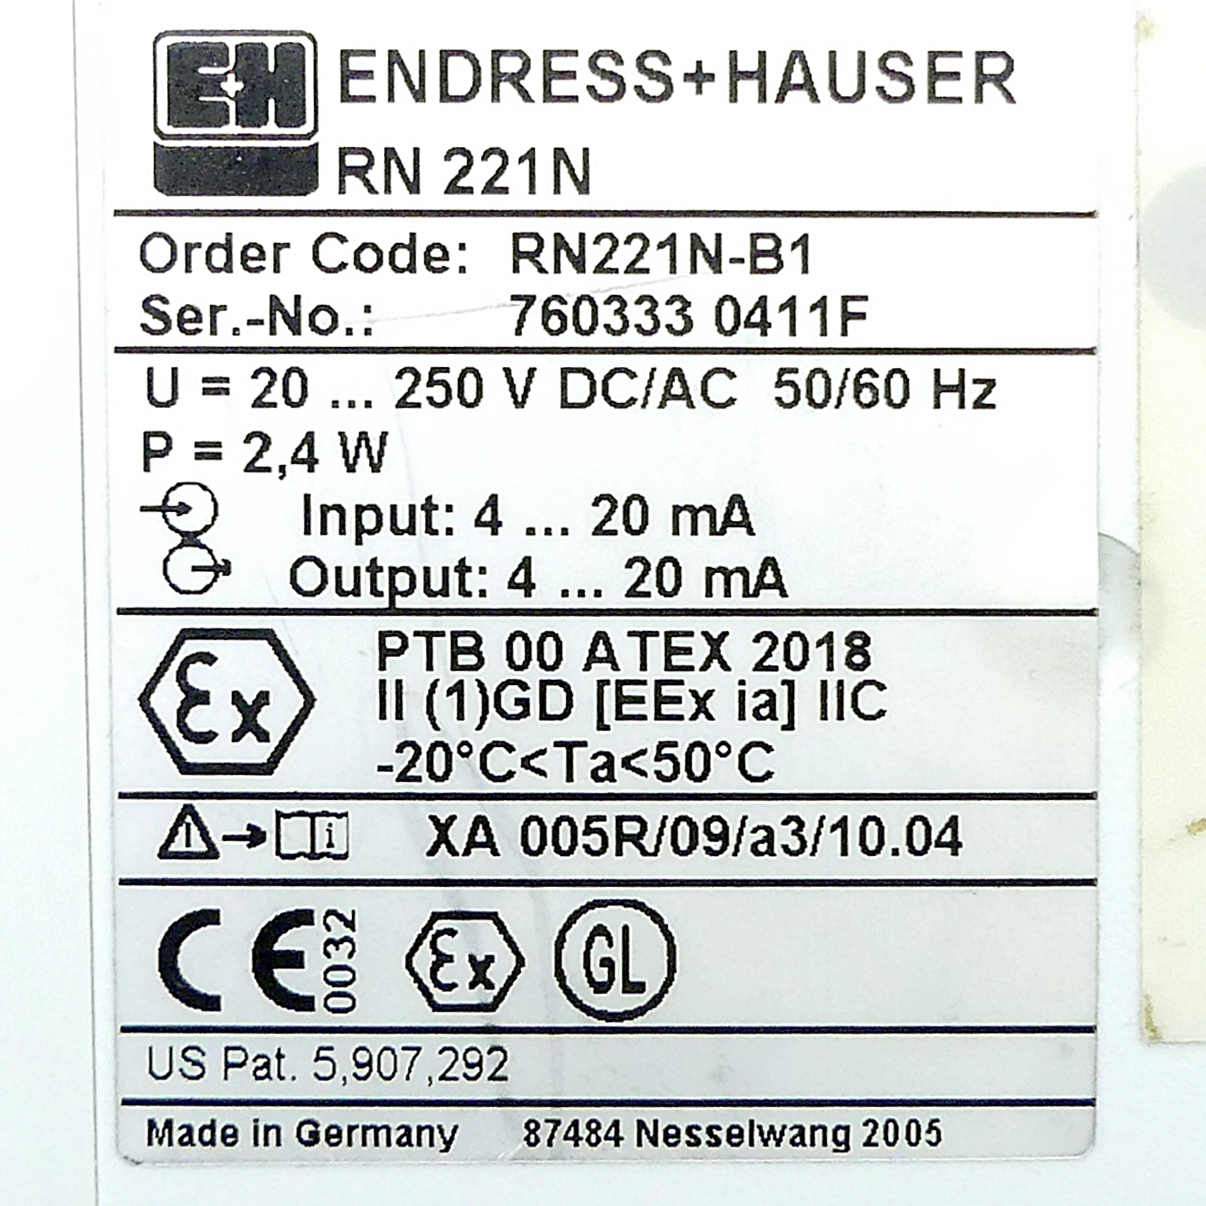 E+H ENDRESS+HAUSER
RN 221N
Order Code: RN221N-B1
Ser.-No.: 760333 0411F
U = 20 ... 250 V DC/AC 50/60 Hz
P = 2,4 W
Input: 4 ... 20 mA
Output: 4 ... 20 mA
Ex PTB 00 ATEX 2018
II (1)GD [EEx ia] IIC
-20°C<Ta<50°C
XA 005R/09/a3/10.04
CE 0032 Ex GL
US Pat. 5,907,292
Made in Germany 87484 Nesselwang 2005